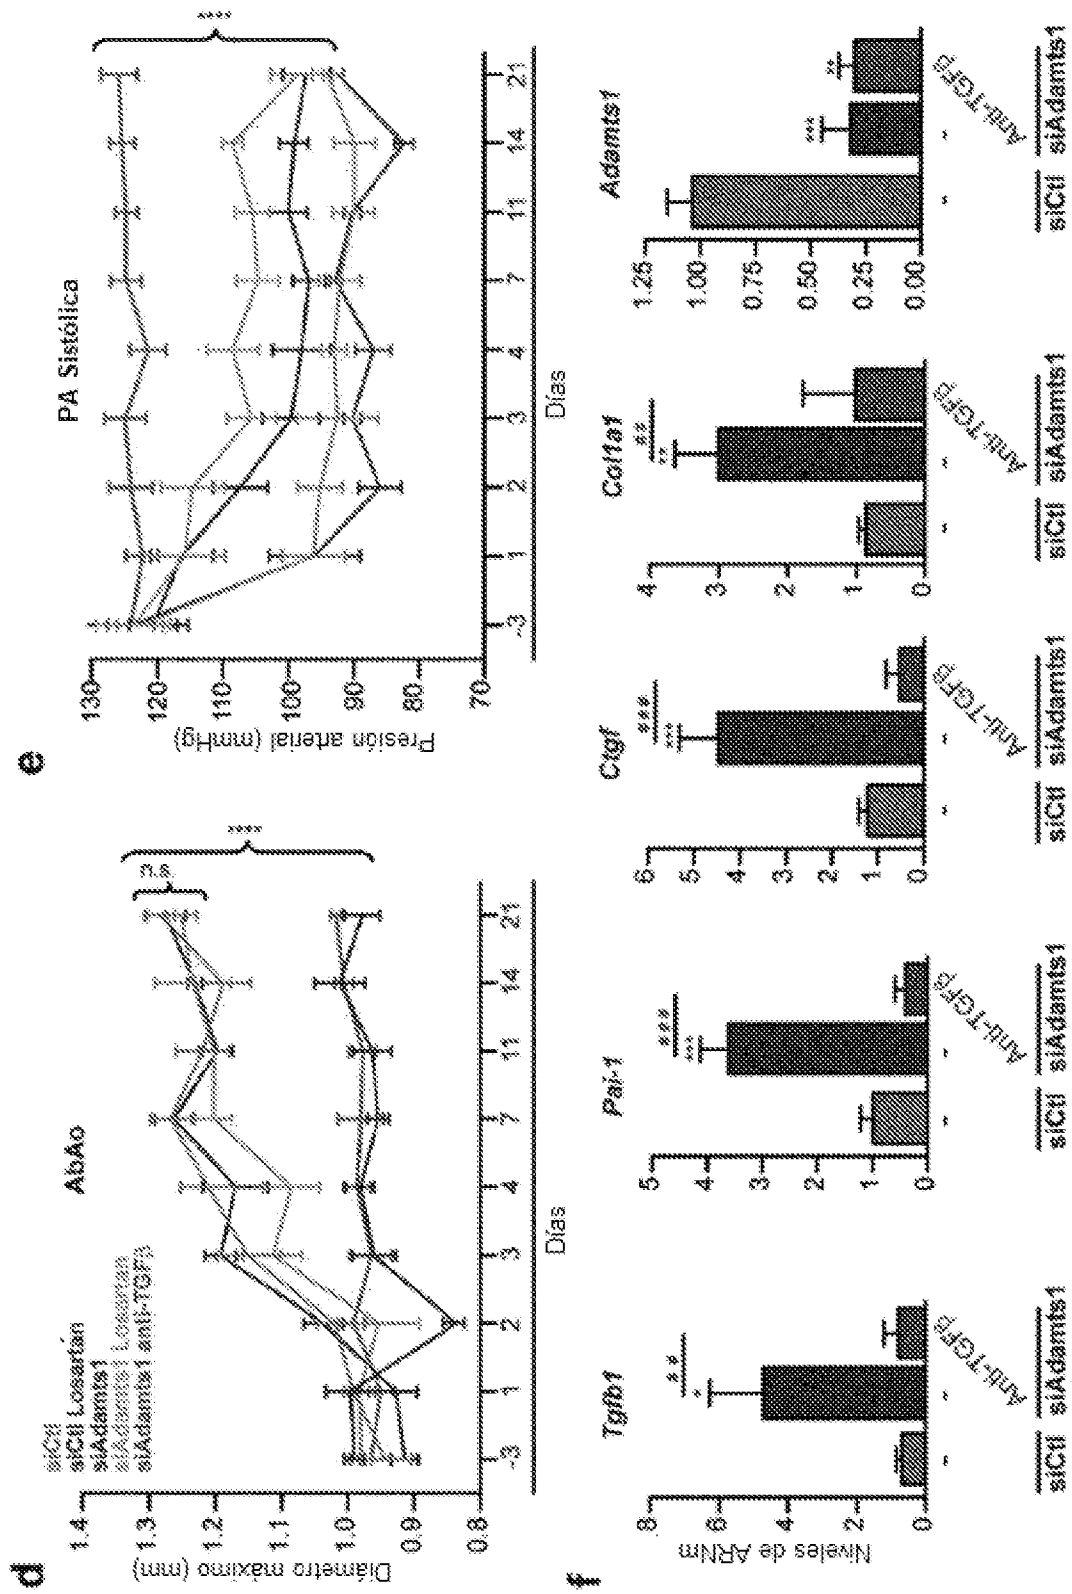 d
siCtl
siCtl Losartán
siAdamts1
siAdamts1 Losartan
siAdamts1 anti-TGFβ
AbAo
n.s.
****
Diámetro máximo (mm)
1.4
1.3
1.2
1.1
1.0
0.9
0.8
-3 1 2 3 4 7 11 14 21
Días
e
PA Sistólica
****
Presión arterial (mmHg)
130
120
110
100
90
80
70
-3 1 2 3 4 7 11 14 21
Días
f
Niveles de ARNm
Tgfb1
8
6
4
2
0
*
##
- - Anti-TGFβ
siCtl siAdamts1
Pai-1
5
4
3
2
1
0
***
###
- - Anti-TGFβ
siCtl siAdamts1
Ctgf
6
5
4
3
2
1
0
***
###
- - Anti-TGFβ
siCtl siAdamts1
Col1a1
4
3
2
1
0
**
##
- - Anti-TGFβ
siCtl siAdamts1
Adamts1
1.25
1.00
0.75
0.50
0.25
0.00
***
**
- - Anti-TGFβ
siCtl siAdamts1